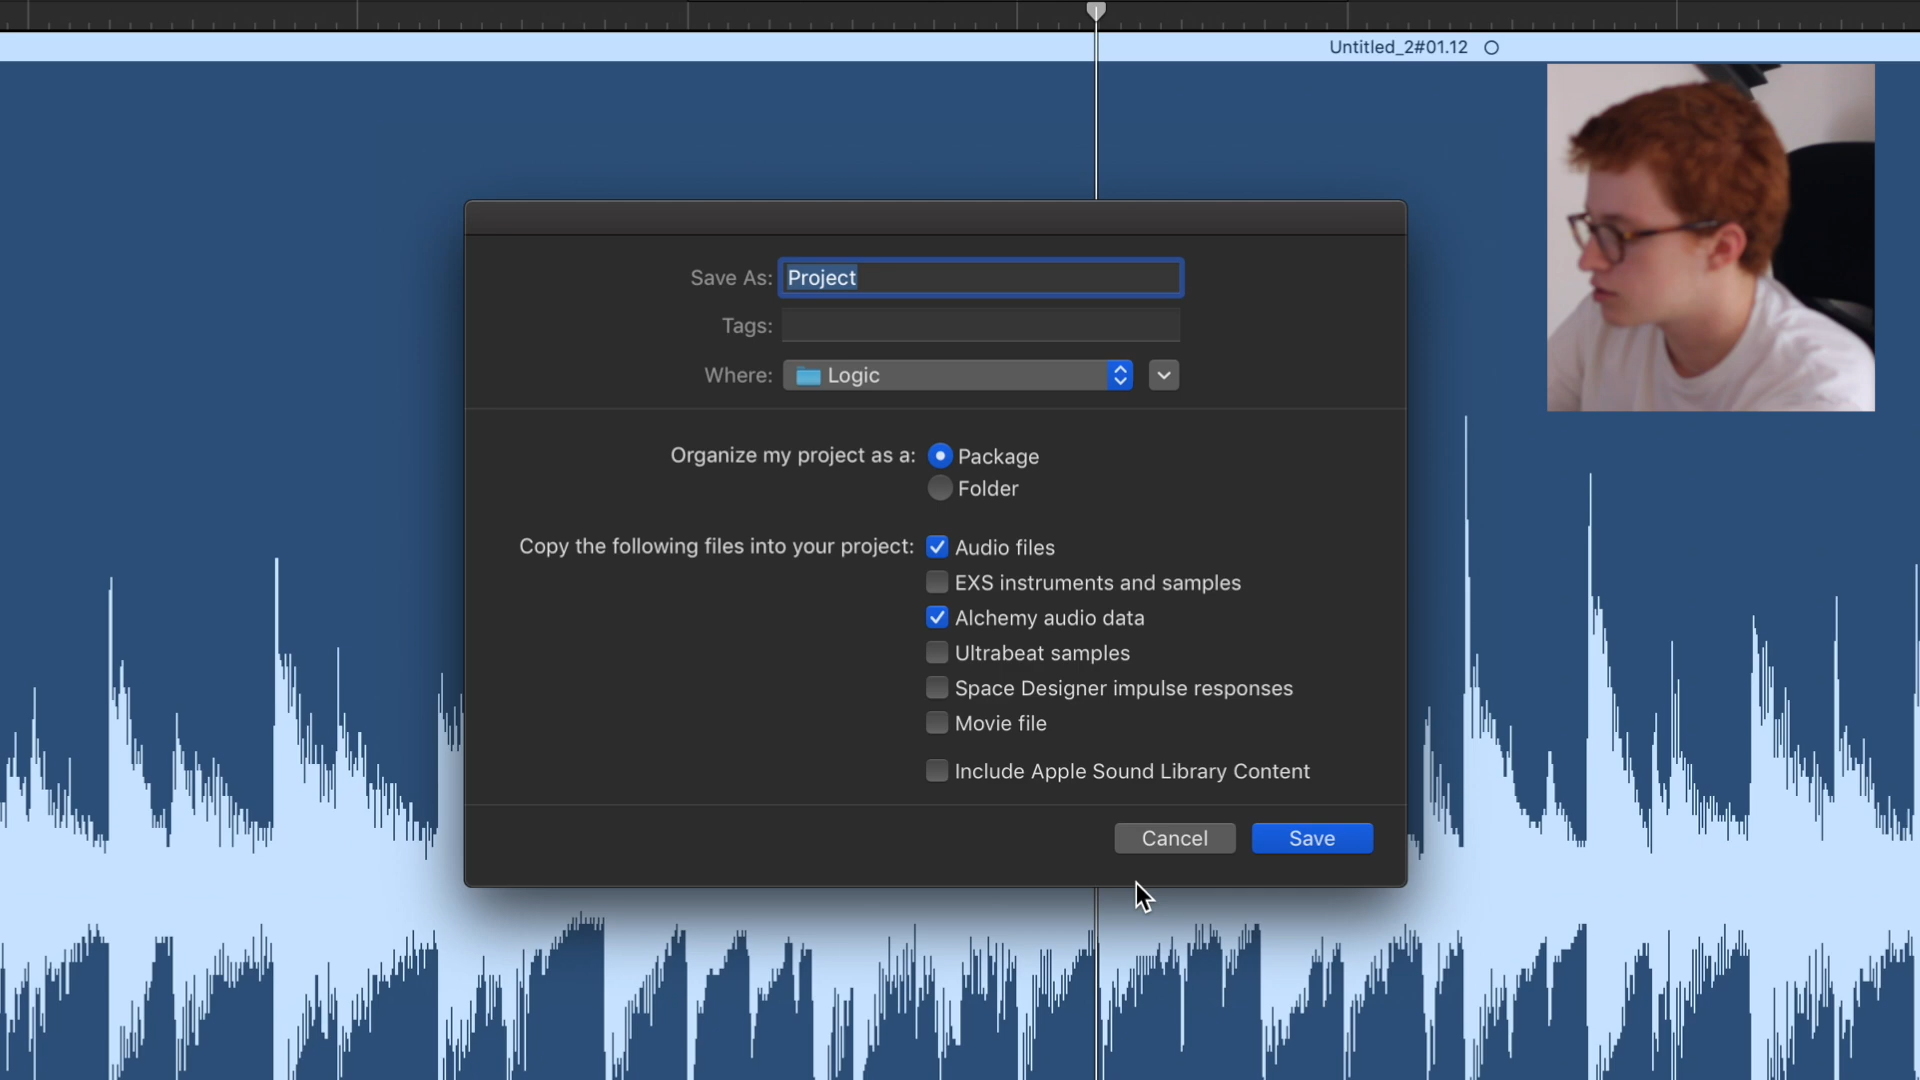 Untitled_2#01.12
Save As: Project
Tags:
Where: Logic
Organize my project as a: Package
Folder
Copy the following files into your project: Audio files
EXS instruments and samples
Alchemy audio data
Ultrabeat samples
Space Designer impulse responses
Movie file
Include Apple Sound Library Content
Cancel Save